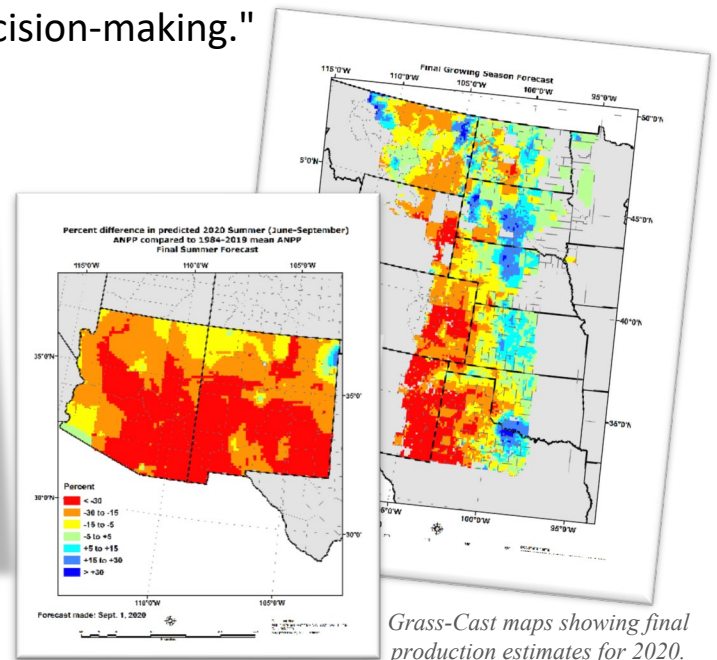 cision-making."
Final Growing Season Forecast
115°0'W 110°0'W 105°0'W 100°0'W 95°0'W
50°0'N
5°0'N
45°0'N
40°0'N
35°0'N
100°0'W 95°0'W
Percent difference in predicted 2020 Summer (June-September)
ANPP compared to 1984-2019 mean ANPP
Final Summer Forecast
115°0'W 110°0'W 105°0'W
35°0'N
35°0'
30°0'N
30°0'
Percent
< -30
-30 to -15
-15 to -5
-5 to +5
+5 to +15
+15 to +30
> +30
110°0'W 105°0'W
Forecast made: Sept. 1, 2020
Grass-Cast maps showing final
production estimates for 2020.